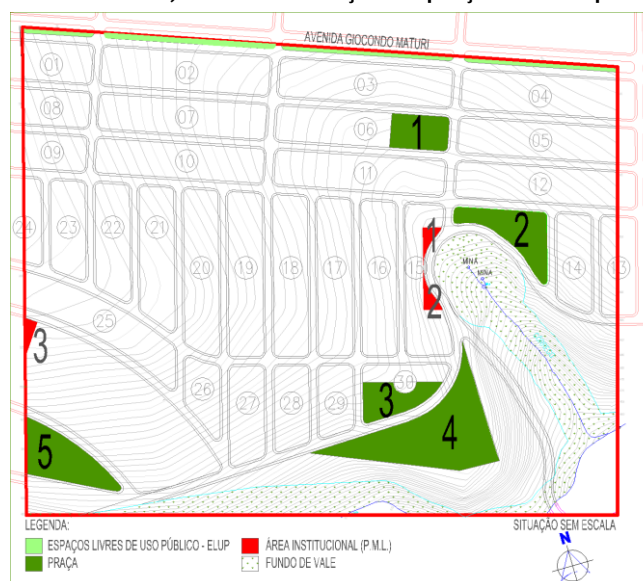 AVENIDA GIOCONDO MATURI
01 02 03 04
08 07 06 1 05
09 10 11 12
24 23 22 21 20 19 18 17 16 15 1 2 14
MINA
MINA
2
25
3
26 27 28 29 30
3
4
5
LEGENDA:
SITUAÇÃO SEM ESCALA
ESPAÇOS LIVRES DE USO PÚBLICO - ELUP
ÁREA INSTITUCIONAL (P.M.L.)
PRAÇA
FUNDO DE VALE
N